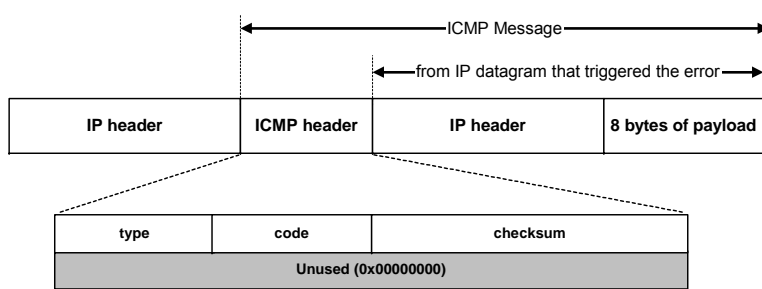 ICMP Message
from IP datagram that triggered the error
IP header
ICMP header
IP header
8 bytes of payload
type
code
checksum
Unused (0x00000000)